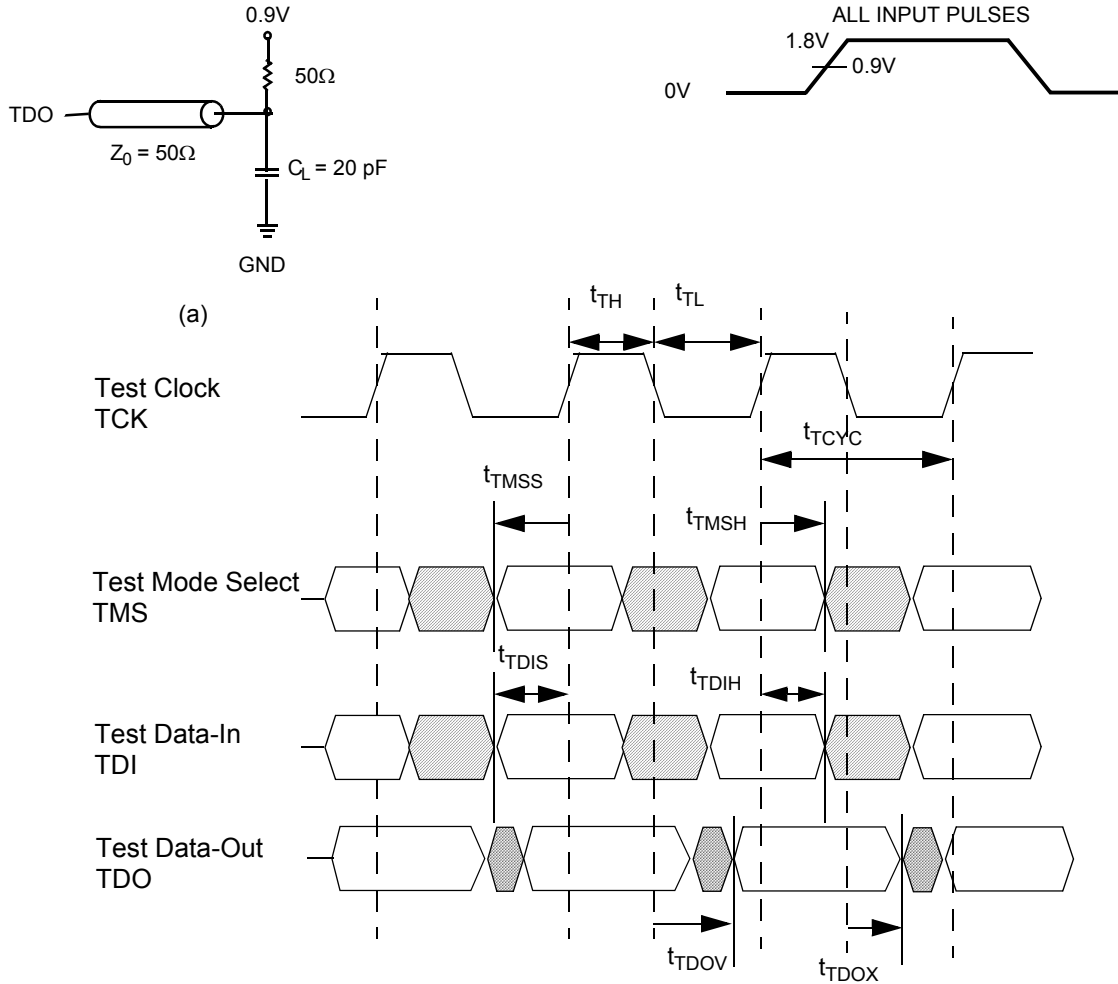 0.9V
50Ω
TDO
Z0 = 50Ω
CL = 20 pF
GND
(a)
ALL INPUT PULSES
1.8V
0.9V
0V
tTH
tTL
Test Clock
TCK
tTCYC
tTMSS
tTMSH
Test Mode Select
TMS
tTDIS
tTDIH
Test Data-In
TDI
Test Data-Out
TDO
tTDOV
tTDOX